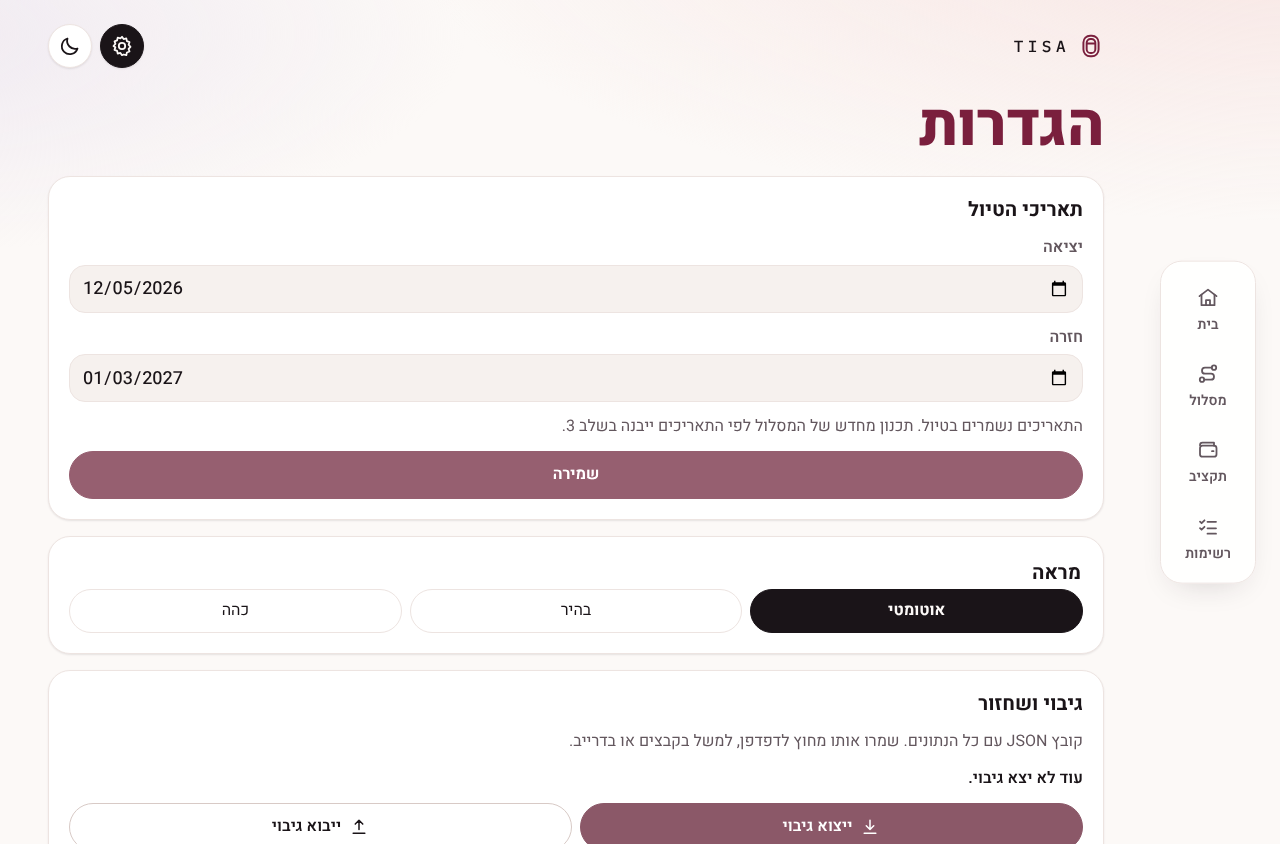 TISA
הגדרות
תאריכי הטיול
יציאה
12/05/2026
חזרה
01/03/2027
התאריכים נשמרים בטיול. תכנון מחדש של המסלול לפי התאריכים ייבנה בשלב 3.
שמירה
מראה
אוטומטי
בהיר
כהה
גיבוי ושחזור
קובץ JSON עם כל הנתונים. שמרו אותו מחוץ לדפדפן, למשל בקבצים או בדרייב.
עוד לא יצא גיבוי.
ייצוא גיבוי
ייבוא גיבוי
בית
מסלול
תקציב
רשימות